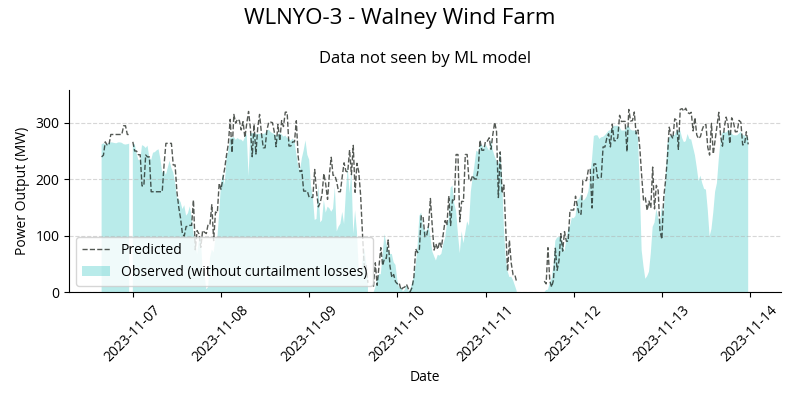 WLNYO-3 - Walney Wind Farm
Data not seen by ML model
Power Output (MW)
300
200
100
0
Predicted
Observed (without curtailment losses)
2023-11-07
2023-11-08
2023-11-09
2023-11-10
2023-11-11
2023-11-12
2023-11-13
2023-11-14
Date